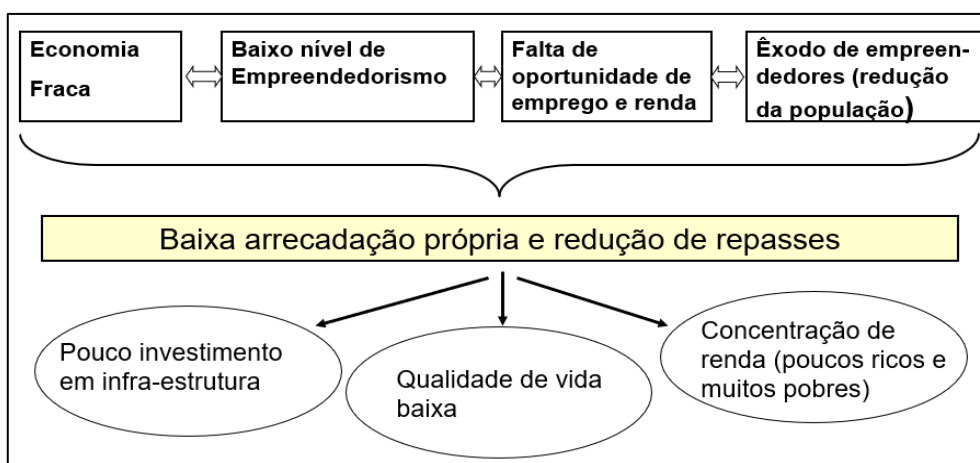 Economia
Fraca
Baixo nível de
Empreendedorismo
Falta de
oportunidade de
emprego e renda
Êxodo de empreen-
dedores (redução
da população)
Baixa arrecadação própria e redução de repasses
Pouco investimento
em infra-estrutura
Qualidade de vida
baixa
Concentração de
renda (poucos ricos e
muitos pobres)